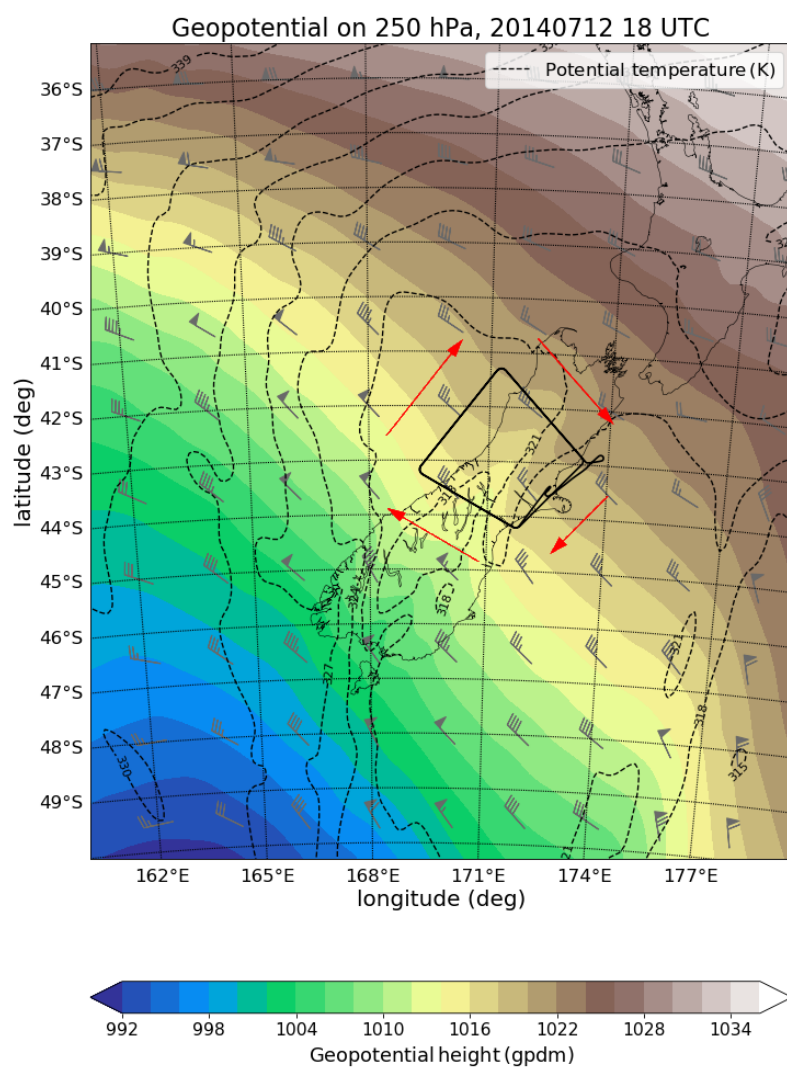 Geopotential on 250 hPa, 20140712 18 UTC
339
Potential temperature (K)
36°S
37°S
38°S
39°S
40°S
41°S
42°S
43°S
44°S
45°S
46°S
47°S
48°S
49°S
latitude (deg)
321
318
318
327
318
315
330
162°E
165°E
168°E
171°E
174°E
177°E
longitude (deg)
992
998
1004
1010
1016
1022
1028
1034
Geopotential height (gpdm)